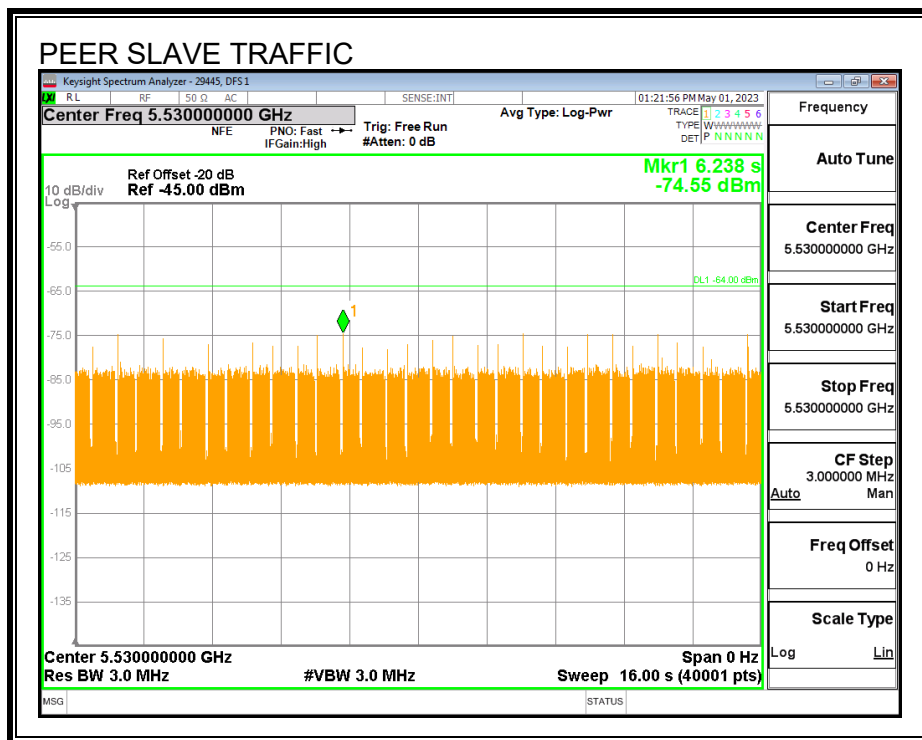 PEER SLAVE TRAFFIC
Keysight Spectrum Analyzer - 29445, DFS 1
LXI RL RF 50 Ω AC SENSE:INT 01:21:56 PM May 01, 2023
Center Freq 5.530000000 GHz
NFE
PNO: Fast
IFGain:High
Trig: Free Run
#Atten: 0 dB
Avg Type: Log-Pwr
TRACE 1 2 3 4 5 6
TYPE WWWWWWW
DET P N N N N N
Mkr1 6.238 s
-74.55 dBm
10 dB/div
Log
Ref Offset -20 dB
Ref -45.00 dBm
-55.0
-65.0
-75.0
-85.0
-95.0
-105
-115
-125
-135
DL1 -64.00 dBm
1
Center 5.530000000 GHz
Span 0 Hz
Res BW 3.0 MHz
#VBW 3.0 MHz
Sweep 16.00 s (40001 pts)
MSG
STATUS
Frequency
Auto Tune
Center Freq
5.530000000 GHz
Start Freq
5.530000000 GHz
Stop Freq
5.530000000 GHz
CF Step
3.000000 MHz
Auto Man
Freq Offset
0 Hz
Scale Type
Log Lin